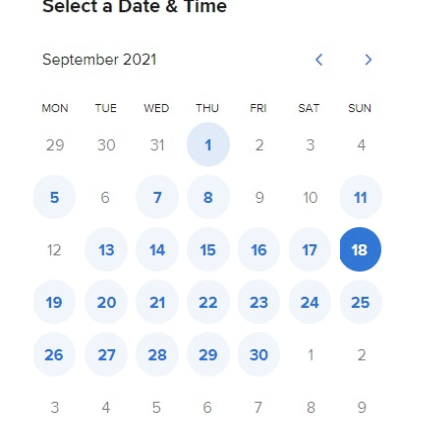 Select a Date & Time
September 2021
MON TUE WED THU FRI SAT SUN
29 30 31 1 2 3 4
5 6 7 8 9 10 11
12 13 14 15 16 17 18
19 20 21 22 23 24 25
26 27 28 29 30 1 2
3 4 5 6 7 8 9